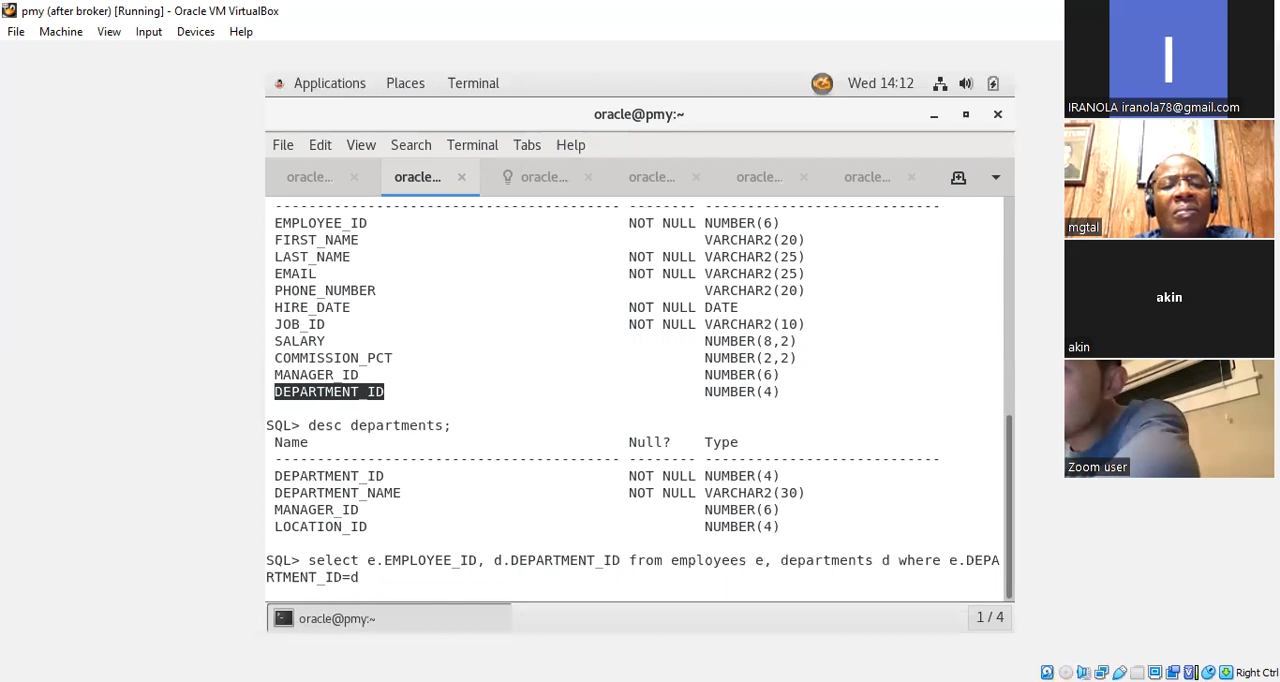 pmy (after broker) [Running] - Oracle VM VirtualBox
File Machine View Input Devices Help
Applications Places Terminal Wed 14:12
oracle@pmy:~
File Edit View Search Terminal Tabs Help
oracle... oracle... oracle... oracle... oracle... oracle...
----------------------------------------- -------- ----------------------------
EMPLOYEE_ID NOT NULL NUMBER(6)
FIRST_NAME VARCHAR2(20)
LAST_NAME NOT NULL VARCHAR2(25)
EMAIL NOT NULL VARCHAR2(25)
PHONE_NUMBER VARCHAR2(20)
HIRE_DATE NOT NULL DATE
JOB_ID NOT NULL VARCHAR2(10)
SALARY NUMBER(8,2)
COMMISSION_PCT NUMBER(2,2)
MANAGER_ID NUMBER(6)
DEPARTMENT_ID NUMBER(4)
SQL> desc departments;
Name Null? Type
----------------------------------------- -------- ----------------------------
DEPARTMENT_ID NOT NULL NUMBER(4)
DEPARTMENT_NAME NOT NULL VARCHAR2(30)
MANAGER_ID NUMBER(6)
LOCATION_ID NUMBER(4)
SQL> select e.EMPLOYEE_ID, d.DEPARTMENT_ID from employees e, departments d where e.DEPA
RTMENT_ID=d
oracle@pmy:~ 1 / 4
I
IRANOLA iranola78@gmail.com
mgtal
akin
akin
Zoom user
Right Ctrl